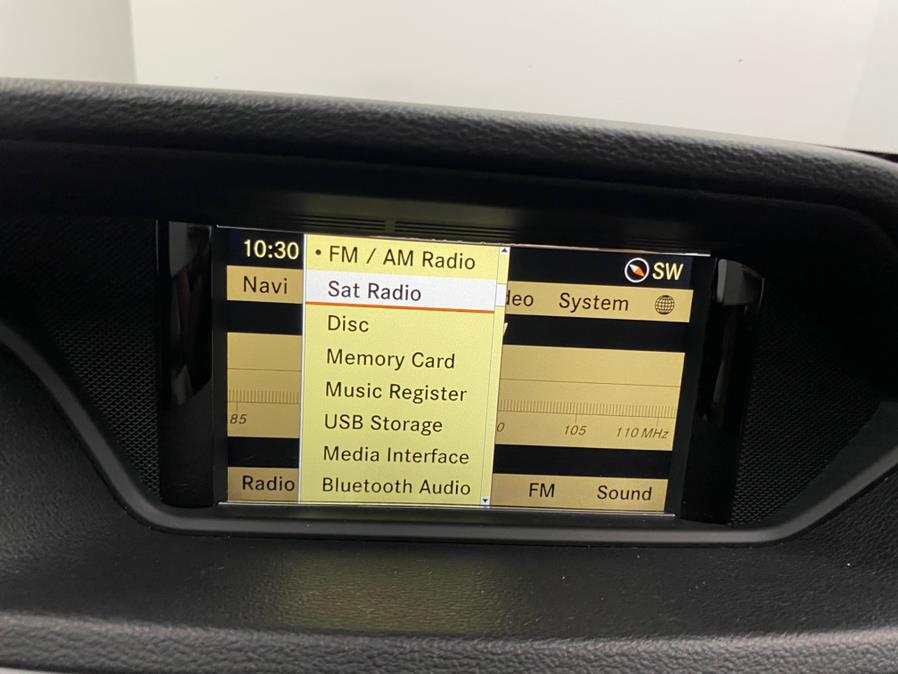 10:30
• FM / AM Radio
SW
Navi
Sat Radio
System
Disc
Memory Card
Music Register
USB Storage
85
105
110 MHz
Media Interface
Radio
Bluetooth Audio
FM
Sound